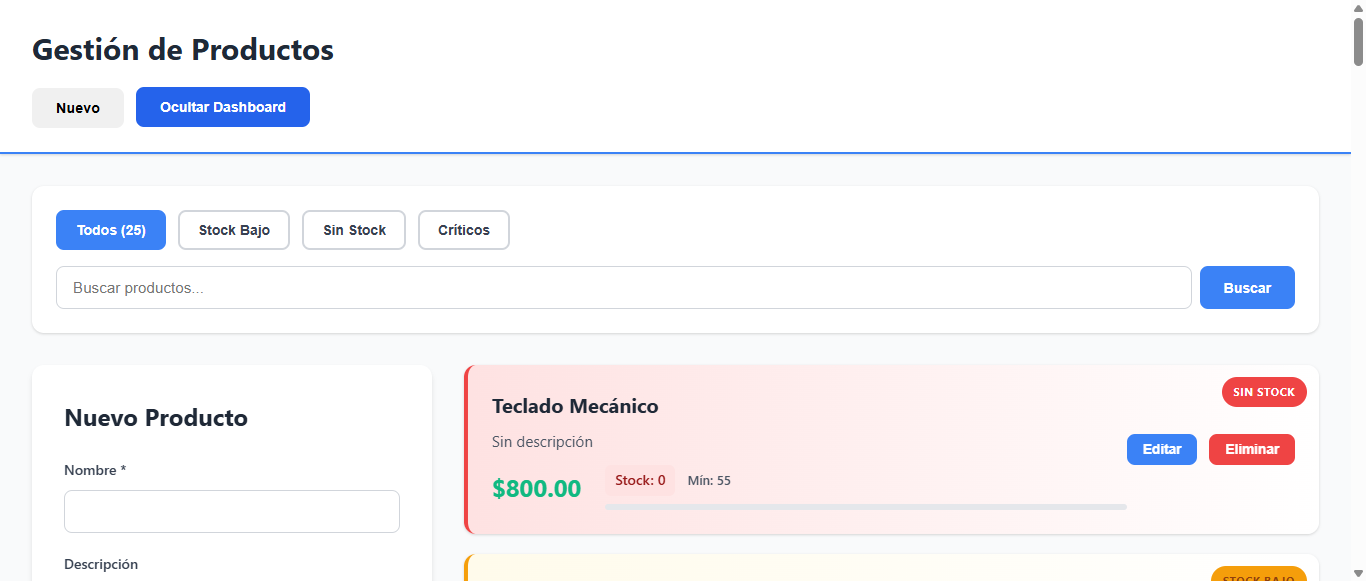 Gestión de Productos
Nuevo
Ocultar Dashboard
Todos (25)
Stock Bajo
Sin Stock
Críticos
Buscar productos...
Buscar
Nuevo Producto
Nombre *
Descripción
SIN STOCK
Teclado Mecánico
Sin descripción
Editar
Eliminar
$800.00
Stock: 0
Mín: 55
STOCK BAJO